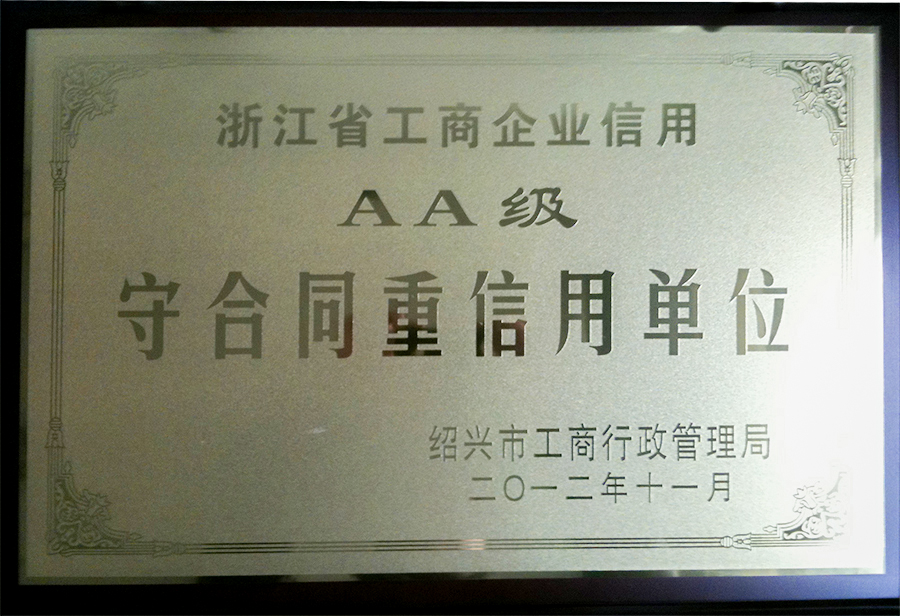 浙江省工商企业信用
AA级
守合同重信用单位
绍兴市工商行政管理局
二〇一二年十一月